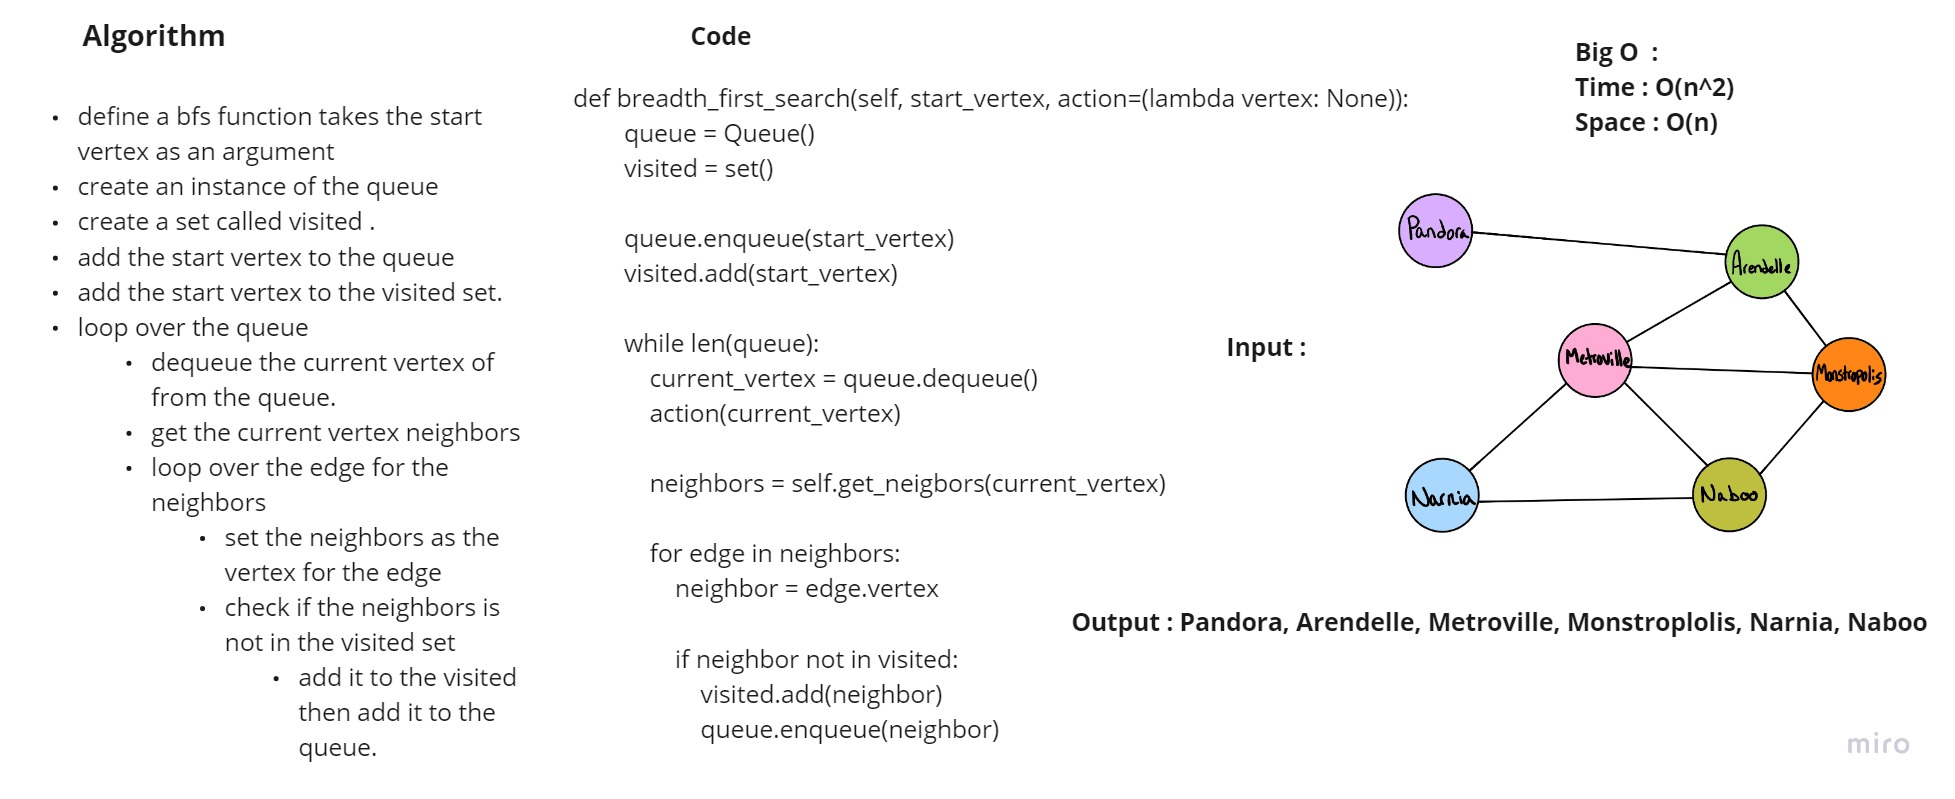 Algorithm
• define a bfs function takes the start
vertex as an argument
• create an instance of the queue
• create a set called visited .
• add the start vertex to the queue
• add the start vertex to the visited set.
• loop over the queue
• dequeue the current vertex of
from the queue.
• get the current vertex neighbors
• loop over the edge for the
neighbors
• set the neighbors as the
vertex for the edge
• check if the neighbors is
not in the visited set
• add it to the visited
then add it to the
queue.
Code
def breadth_first_search(self, start_vertex, action=(lambda vertex: None)):
queue = Queue()
visited = set()
queue.enqueue(start_vertex)
visited.add(start_vertex)
while len(queue):
current_vertex = queue.dequeue()
action(current_vertex)
neighbors = self.get_neigbors(current_vertex)
for edge in neighbors:
neighbor = edge.vertex
if neighbor not in visited:
visited.add(neighbor)
queue.enqueue(neighbor)
Big O :
Time : O(n^2)
Space : O(n)
Input :
Pandora
Arendelle
Metroville
Monstropolis
Narnia
Naboo
Output : Pandora, Arendelle, Metroville, Monstroplolis, Narnia, Naboo
miro